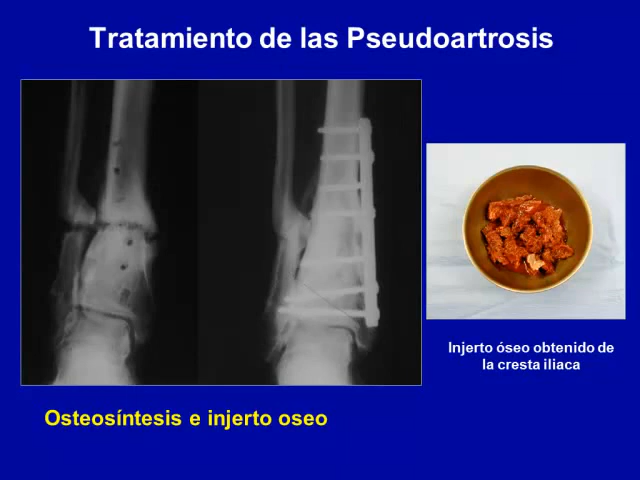 Tratamiento de las Pseudoartrosis
Injerto óseo obtenido de
la cresta iliaca
Osteosíntesis e injerto oseo